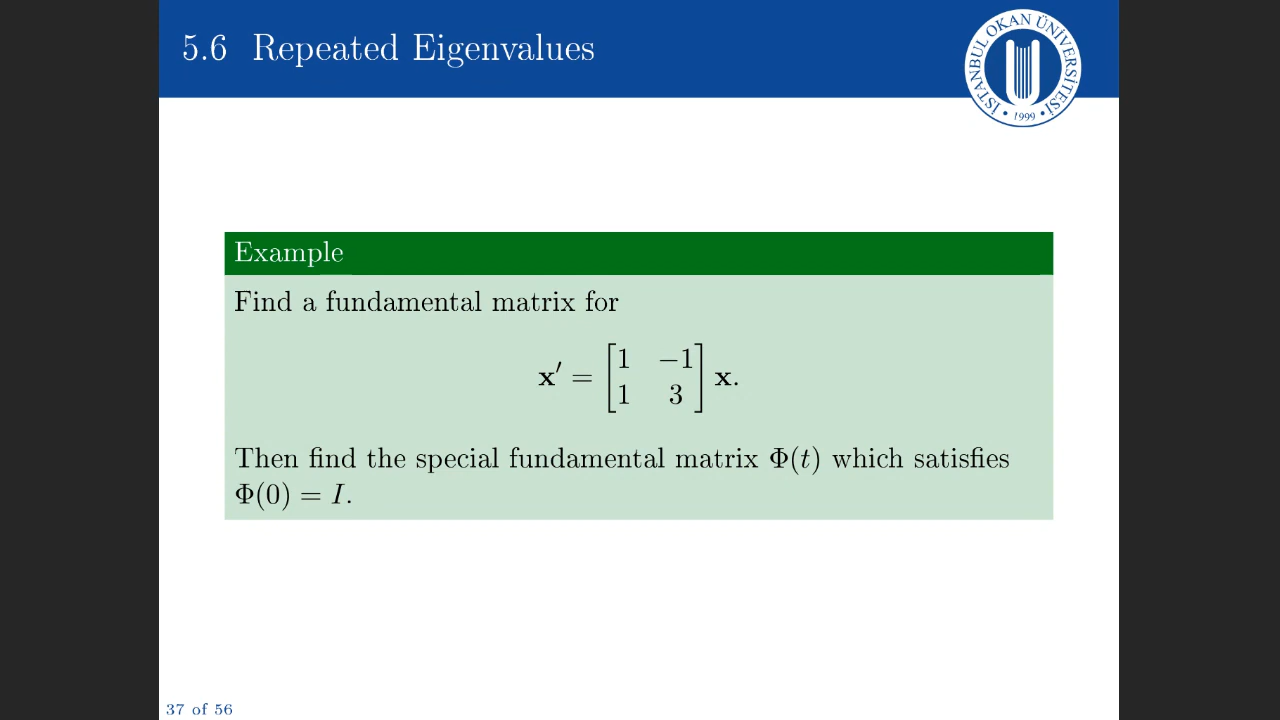 5.6 Repeated Eigenvalues
İSTANBUL OKAN ÜNİVERSİTESİ
• 1999 •
Example
Find a fundamental matrix for
x′ = [1 −1
1 3] x.
Then find the special fundamental matrix Φ(t) which satisfies
Φ(0) = I.
37 of 56